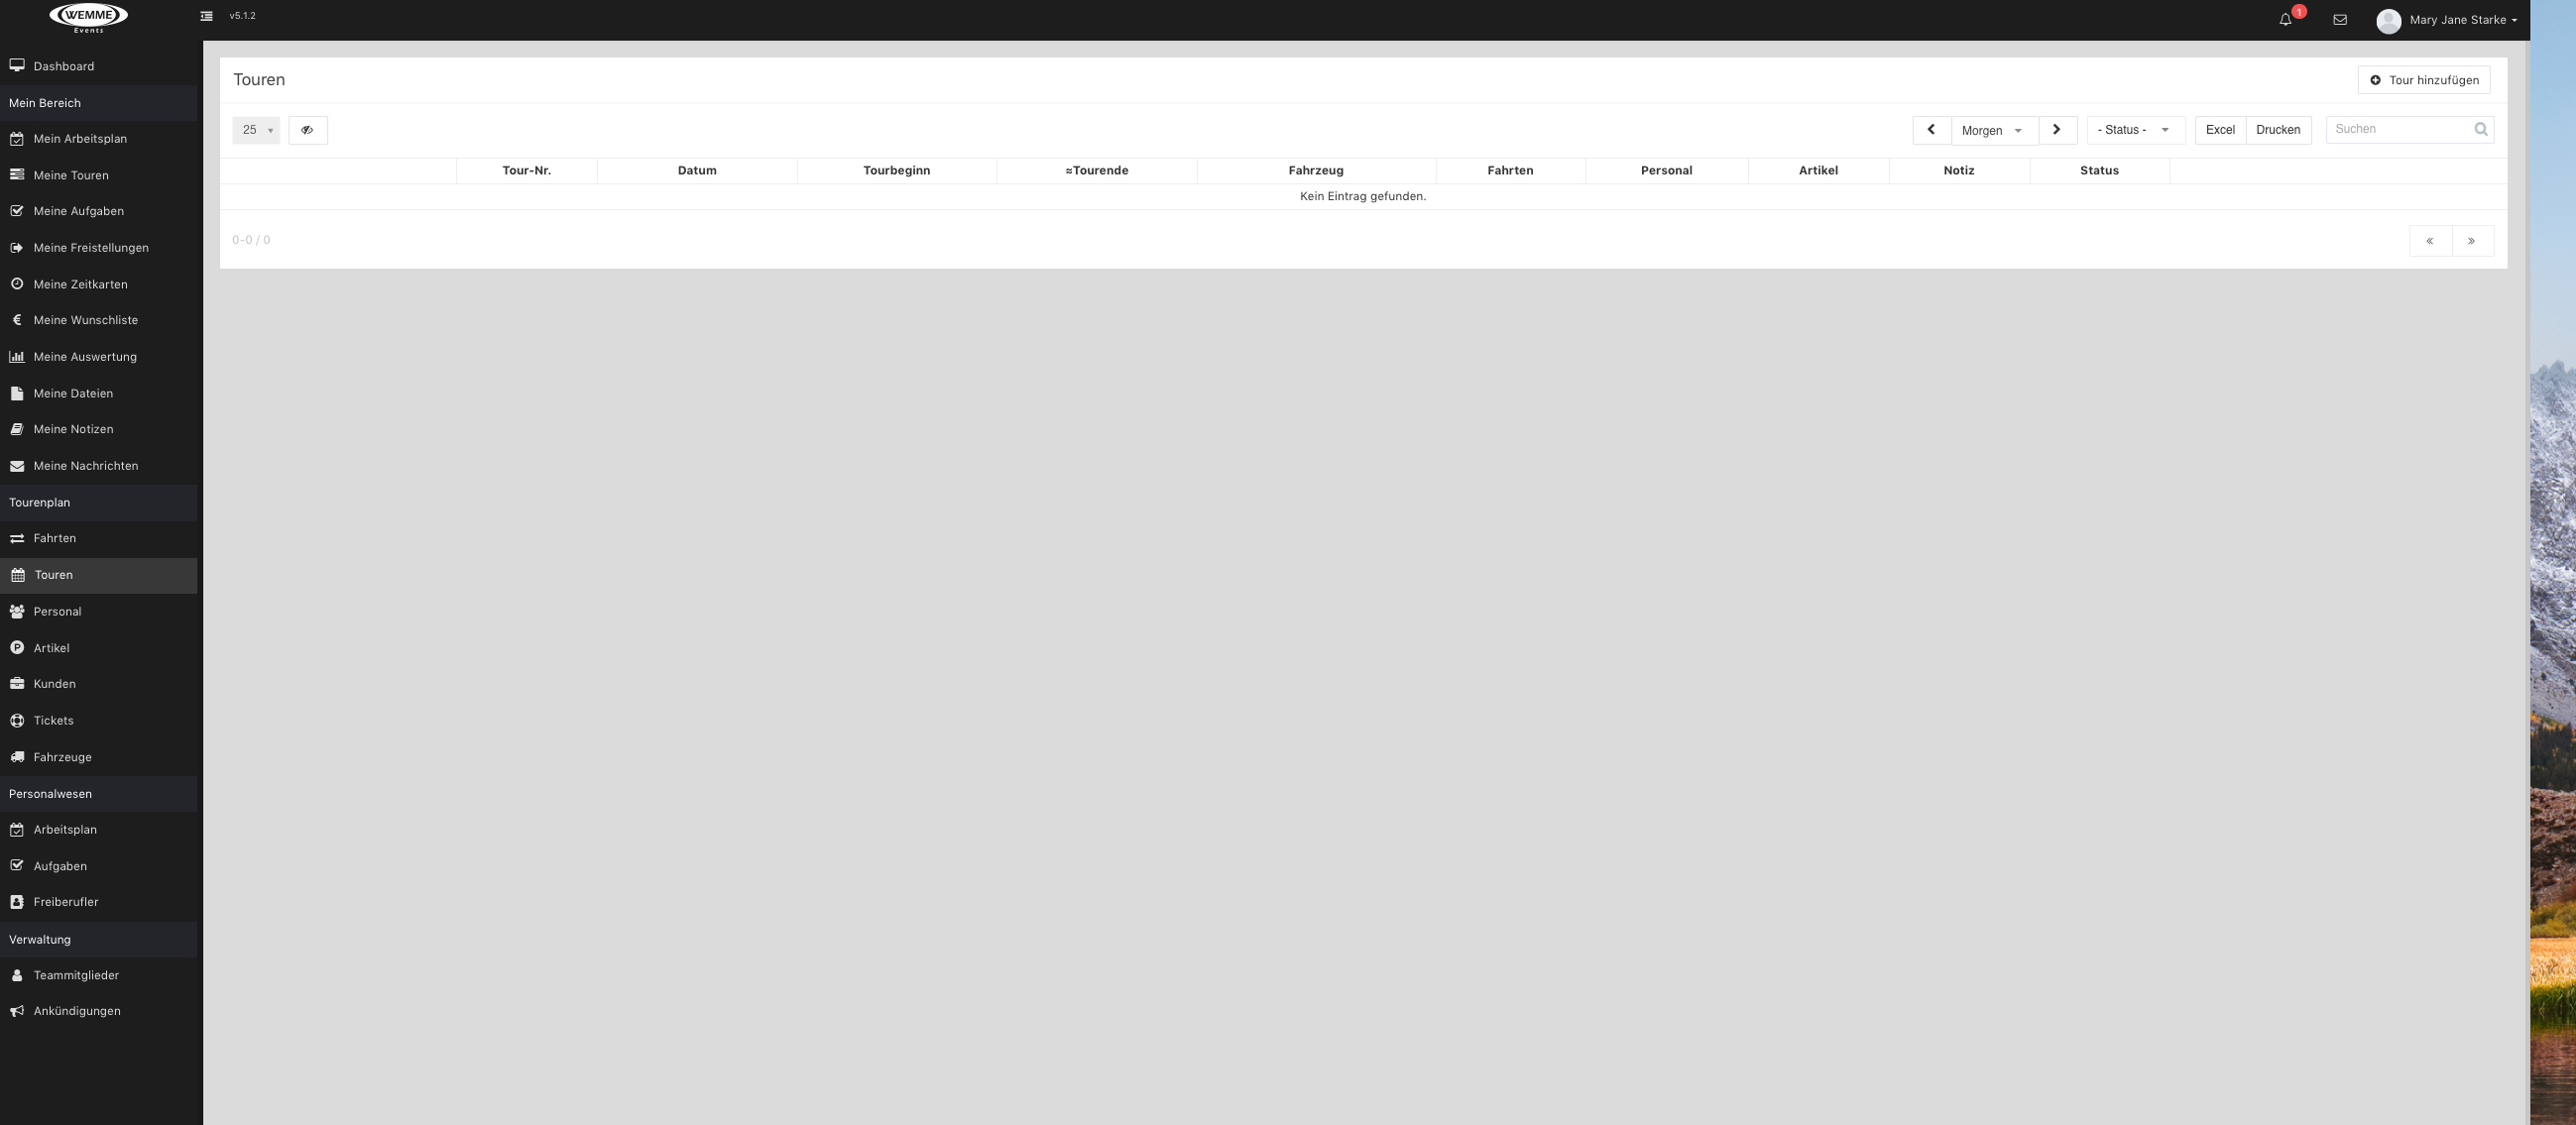 WEMME
Events
v5.1.2
1
Mary Jane Starke
Dashboard
Mein Bereich
Mein Arbeitsplan
Meine Touren
Meine Aufgaben
Meine Freistellungen
Meine Zeitkarten
Meine Wunschliste
Meine Auswertung
Meine Dateien
Meine Notizen
Meine Nachrichten
Tourenplan
Fahrten
Touren
Personal
Artikel
Kunden
Tickets
Fahrzeuge
Personalwesen
Arbeitsplan
Aufgaben
Freiberufler
Verwaltung
Teammitglieder
Ankündigungen
Touren
Tour hinzufügen
25 Morgen - Status - Excel Drucken Suchen
Tour-Nr. Datum Tourbeginn ≈Tourende Fahrzeug Fahrten Personal Artikel Notiz Status
Kein Eintrag gefunden.
0-0 / 0 « »